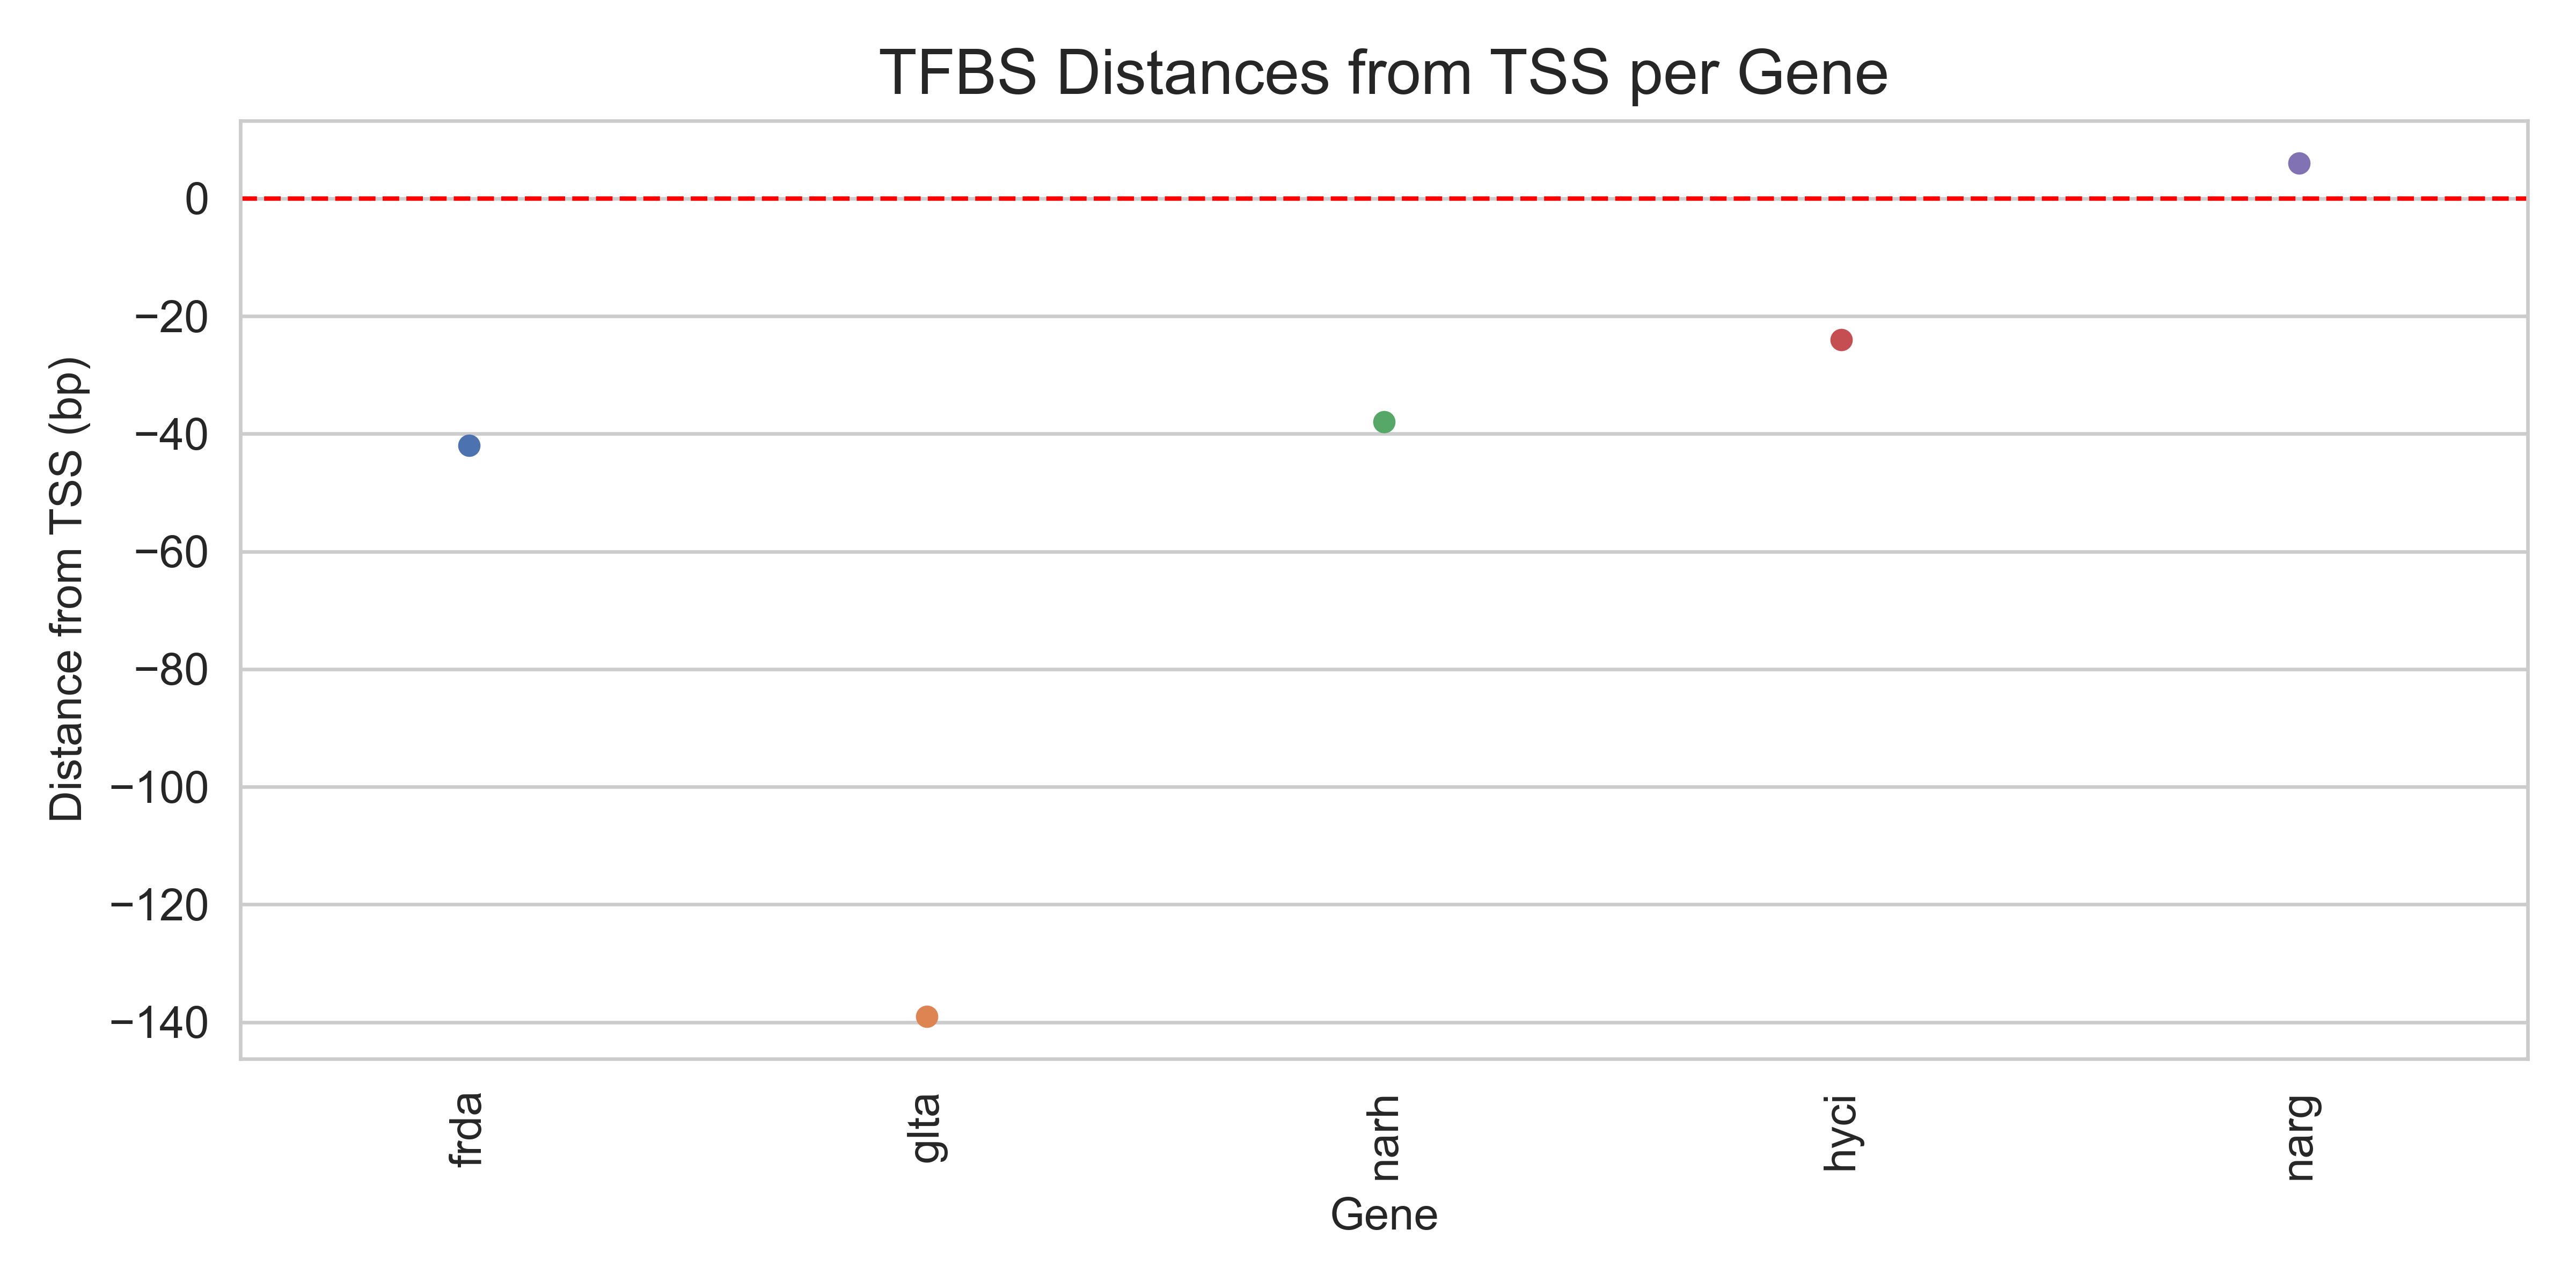 TFBS Distances from TSS per Gene
Distance from TSS (bp)
0
−20
−40
−60
−80
−100
−120
−140
frda
glta
narh
hyci
narg
Gene